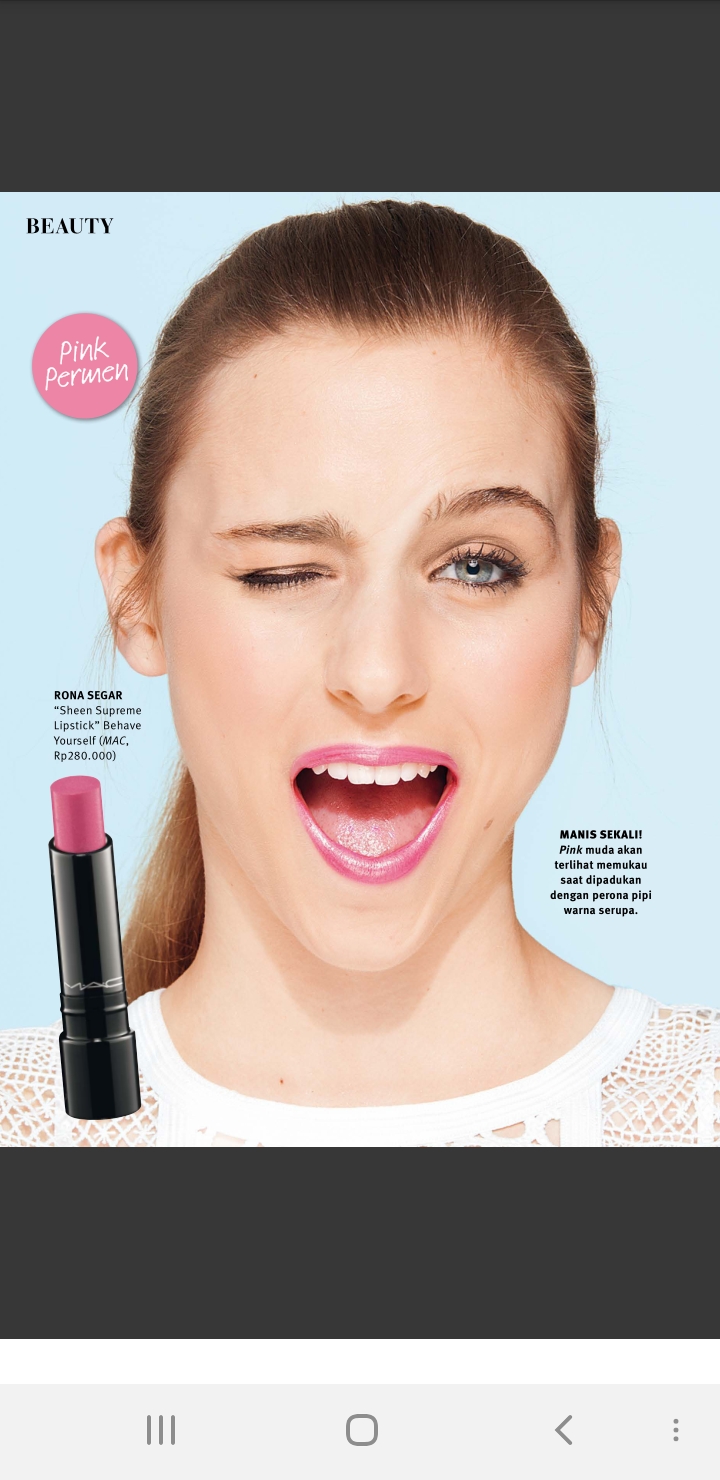 BEAUTY
Pink
Permen
RONA SEGAR
“Sheen Supreme
Lipstick” Behave
Yourself (MAC,
Rp280.000)
MAC
MANIS SEKALI!
Pink muda akan
terlihat memukau
saat dipadukan
dengan perona pipi
warna serupa.